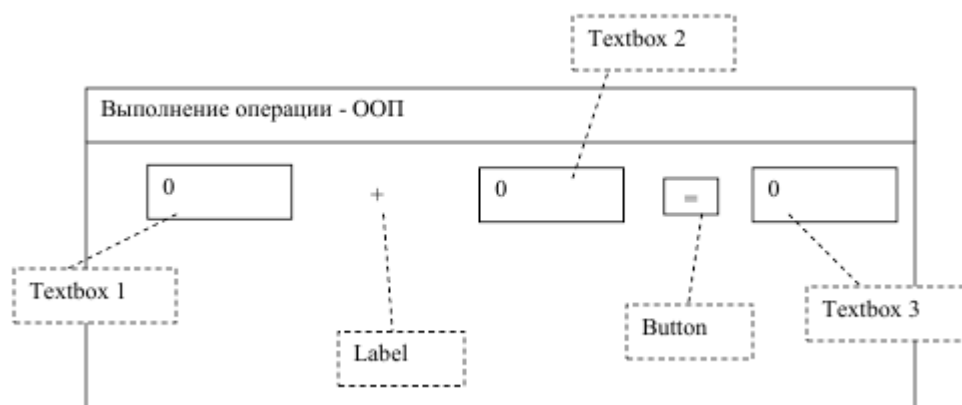 Textbox 2
Выполнение операции - ООП
0
+
0
=
0
Textbox 1
Label
Button
Textbox 3